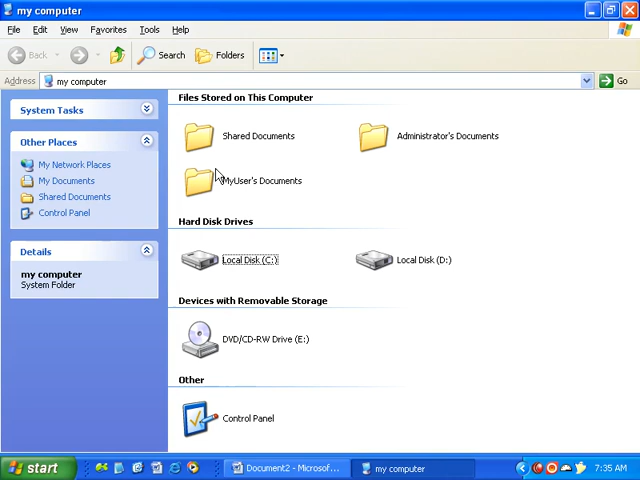 my computer
File Edit View Favorites Tools Help
Back Search Folders
Address my computer Go
System Tasks
Other Places
My Network Places
My Documents
Shared Documents
Control Panel
Details
my computer
System Folder
Files Stored on This Computer
Shared Documents
Administrator's Documents
MyUser's Documents
Hard Disk Drives
Local Disk (C:)
Local Disk (D:)
Devices with Removable Storage
DVD/CD-RW Drive (E:)
Other
Control Panel
start Document2 - Microsof... my computer 7:35 AM